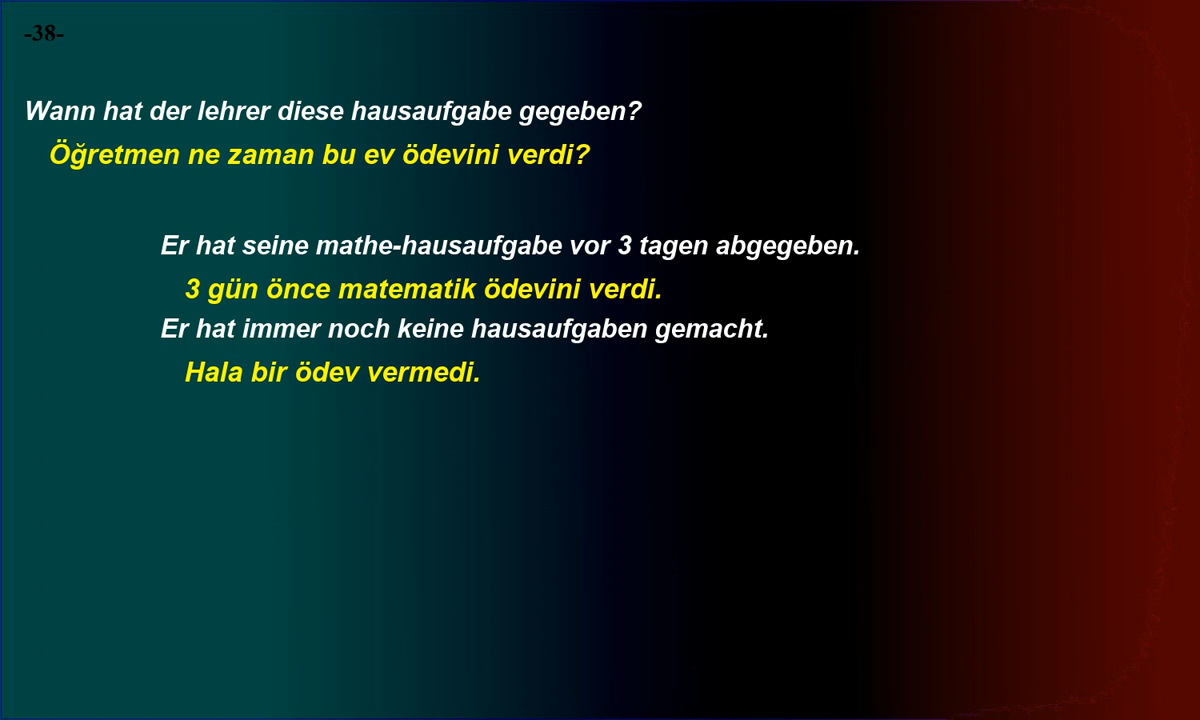 -38-
Wann hat der lehrer diese hausaufgabe gegeben?
Öğretmen ne zaman bu ev ödevini verdi?
Er hat seine mathe-hausaufgabe vor 3 tagen abgegeben.
3 gün önce matematik ödevini verdi.
Er hat immer noch keine hausaufgaben gemacht.
Hala bir ödev vermedi.